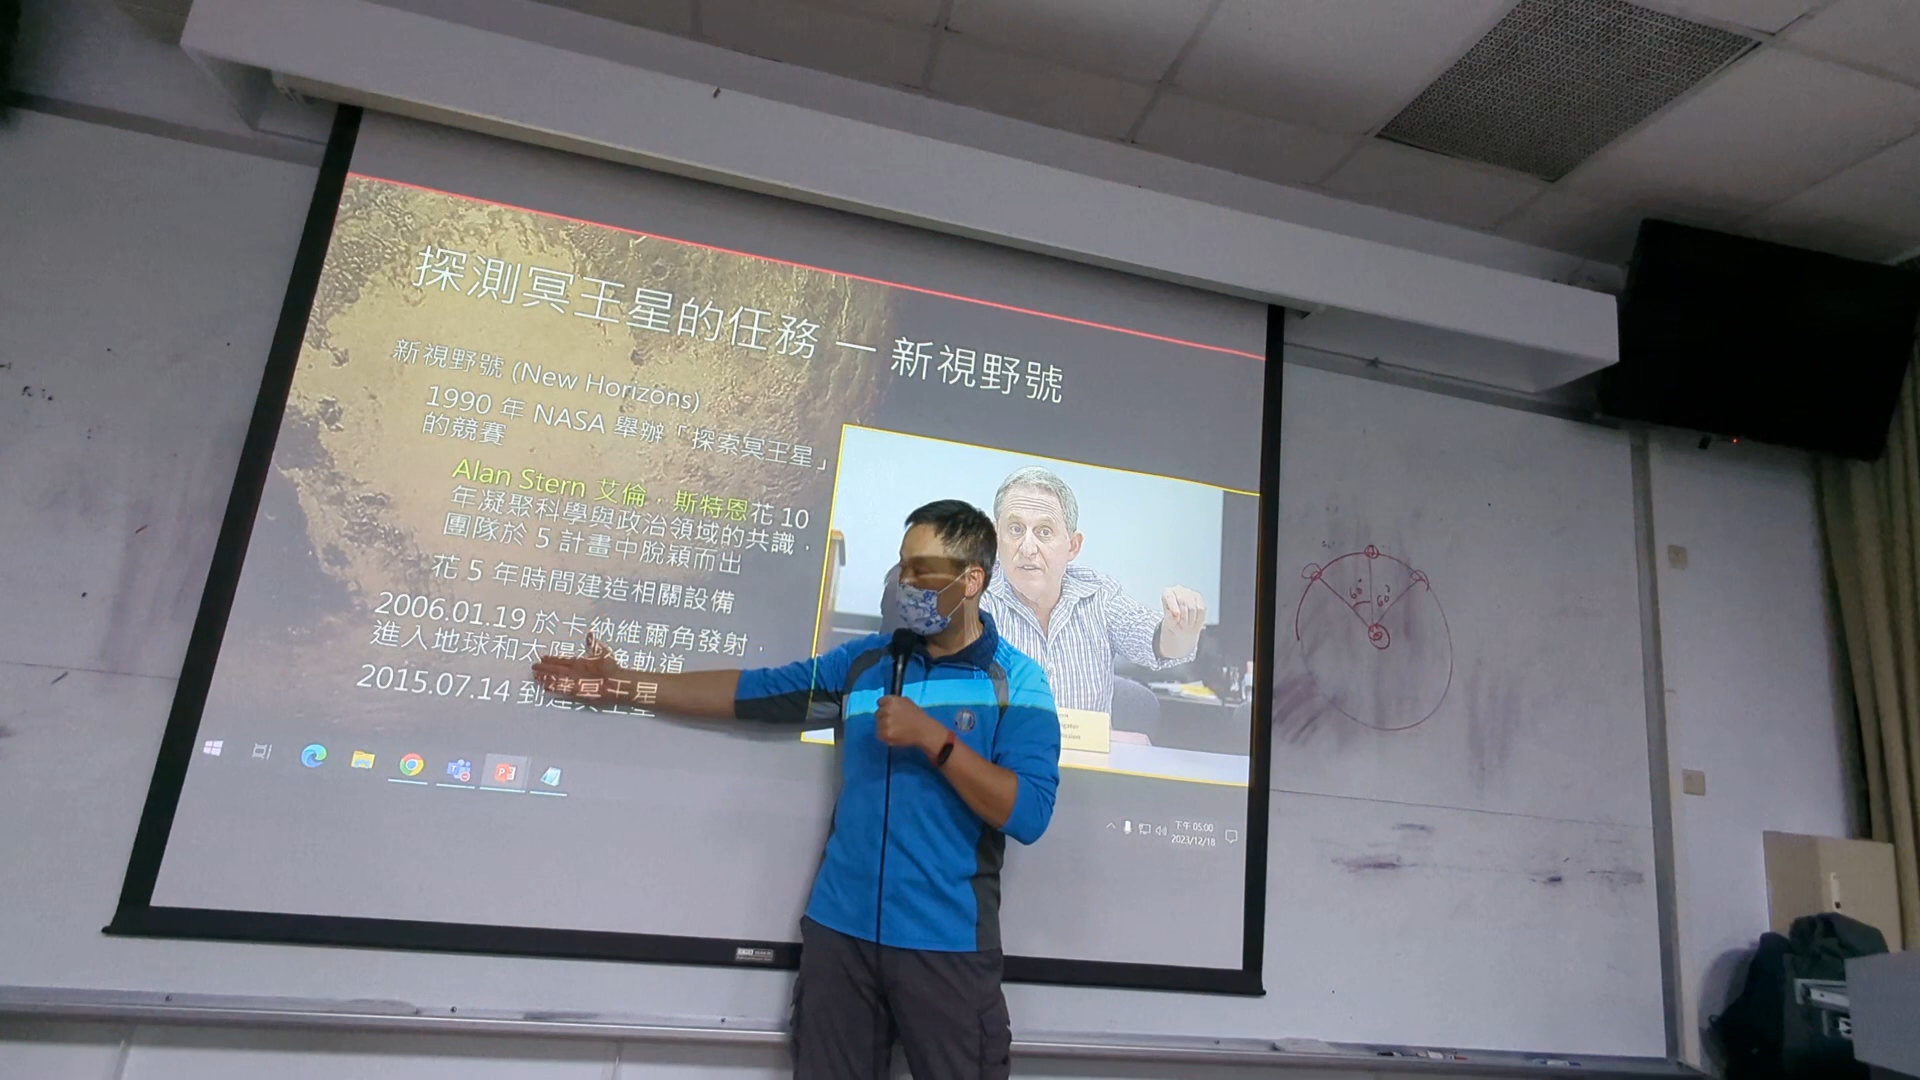 探測冥王星的任務 — 新視野號
新視野號 (New Horizons)
1990 年 NASA 舉辦「探索冥王星」
的競賽
Alan Stern 艾倫．斯特恩花 10
年凝聚科學與政治領域的共識，
團隊於 5 計畫中脫穎而出
花 5 年時間建造相關設備
2006.01.19 於卡納維爾角發射，
進入地球和太陽逃逸軌道
2015.07.14 到達冥王星
下午 05:00
2023/12/18
60°
60°